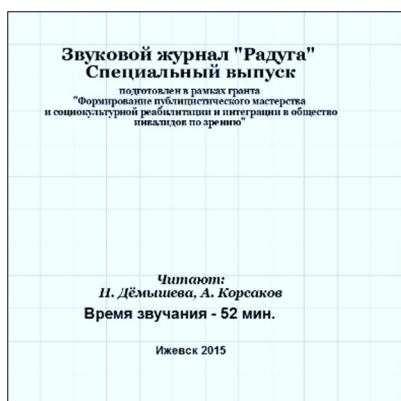 Звуковой журнал "Радуга"
Специальный выпуск
подготовлен в рамках гранта
"Формирование публицистического мастерства
и социокультурной реабилитации и интеграции в общество
инвалидов по зрению"
Читают:
Н. Дёмышева, А. Корсаков
Время звучания - 52 мин.
Ижевск 2015